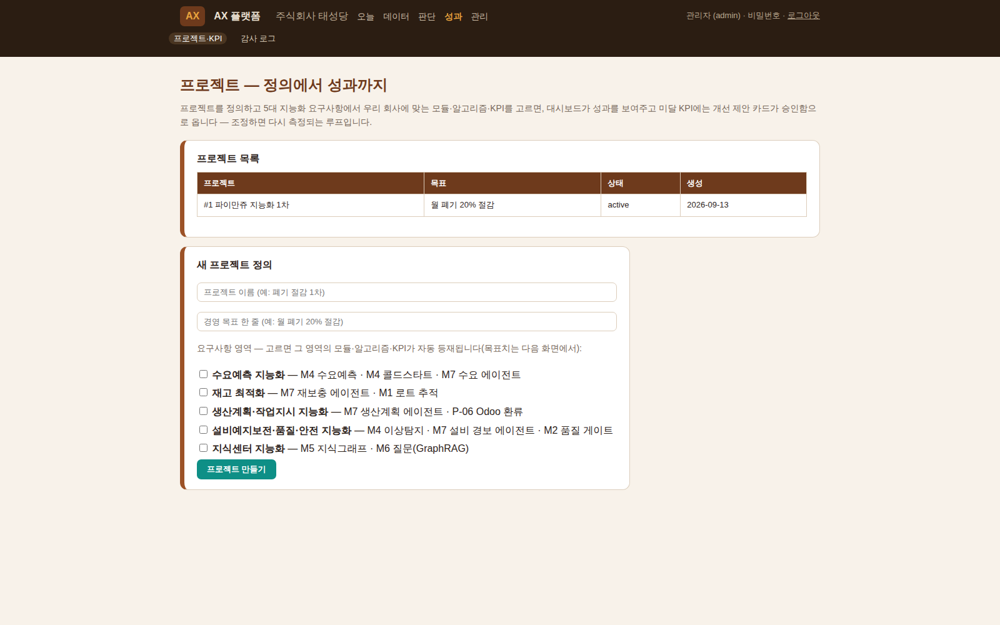 AX AX 플랫폼 주식회사 태성당 오늘 데이터 판단 성과 관리 관리자 (admin) · 비밀번호 · 로그아웃
프로젝트·KPI 감사 로그
프로젝트 — 정의에서 성과까지
프로젝트를 정의하고 5대 지능화 요구사항에서 우리 회사에 맞는 모듈·알고리즘·KPI를 고르면, 대시보드가 성과를 보여주고 미달 KPI에는 개선 제안 카드가 승인함으
로 옵니다 — 조정하면 다시 측정되는 루프입니다.
프로젝트 목록
프로젝트 목표 상태 생성
#1 파이만쥬 지능화 1차 월 폐기 20% 절감 active 2026-09-13
새 프로젝트 정의
프로젝트 이름 (예: 폐기 절감 1차)
경영 목표 한 줄 (예: 월 폐기 20% 절감)
요구사항 영역 — 고르면 그 영역의 모듈·알고리즘·KPI가 자동 등재됩니다(목표치는 다음 화면에서):
수요예측 지능화 — M4 수요예측 · M4 콜드스타트 · M7 수요 에이전트
재고 최적화 — M7 재보충 에이전트 · M1 로트 추적
생산계획·작업지시 지능화 — M7 생산계획 에이전트 · P-06 Odoo 환류
설비예지보전·품질·안전 지능화 — M4 이상탐지 · M7 설비 경보 에이전트 · M2 품질 게이트
지식센터 지능화 — M5 지식그래프 · M6 질문(GraphRAG)
프로젝트 만들기